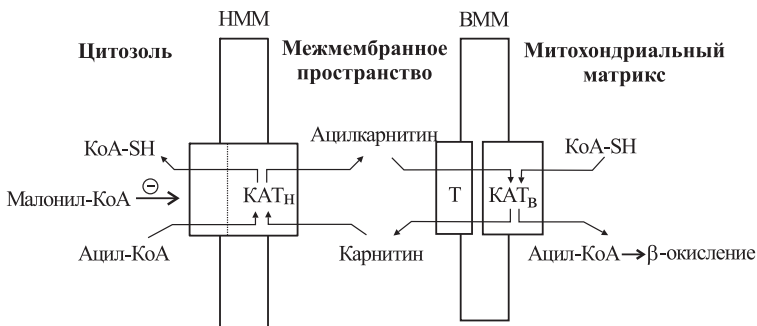 НММ
ВММ
Цитозоль
Межмембранное
пространство
Митохондриальный
матрикс
КоА-SH
Ацилкарнитин
КоА-SH
Малонил-КоА
⊖
КАТН
Т
КАТВ
Ацил-КоА
Карнитин
Ацил-КоА
β-окисление